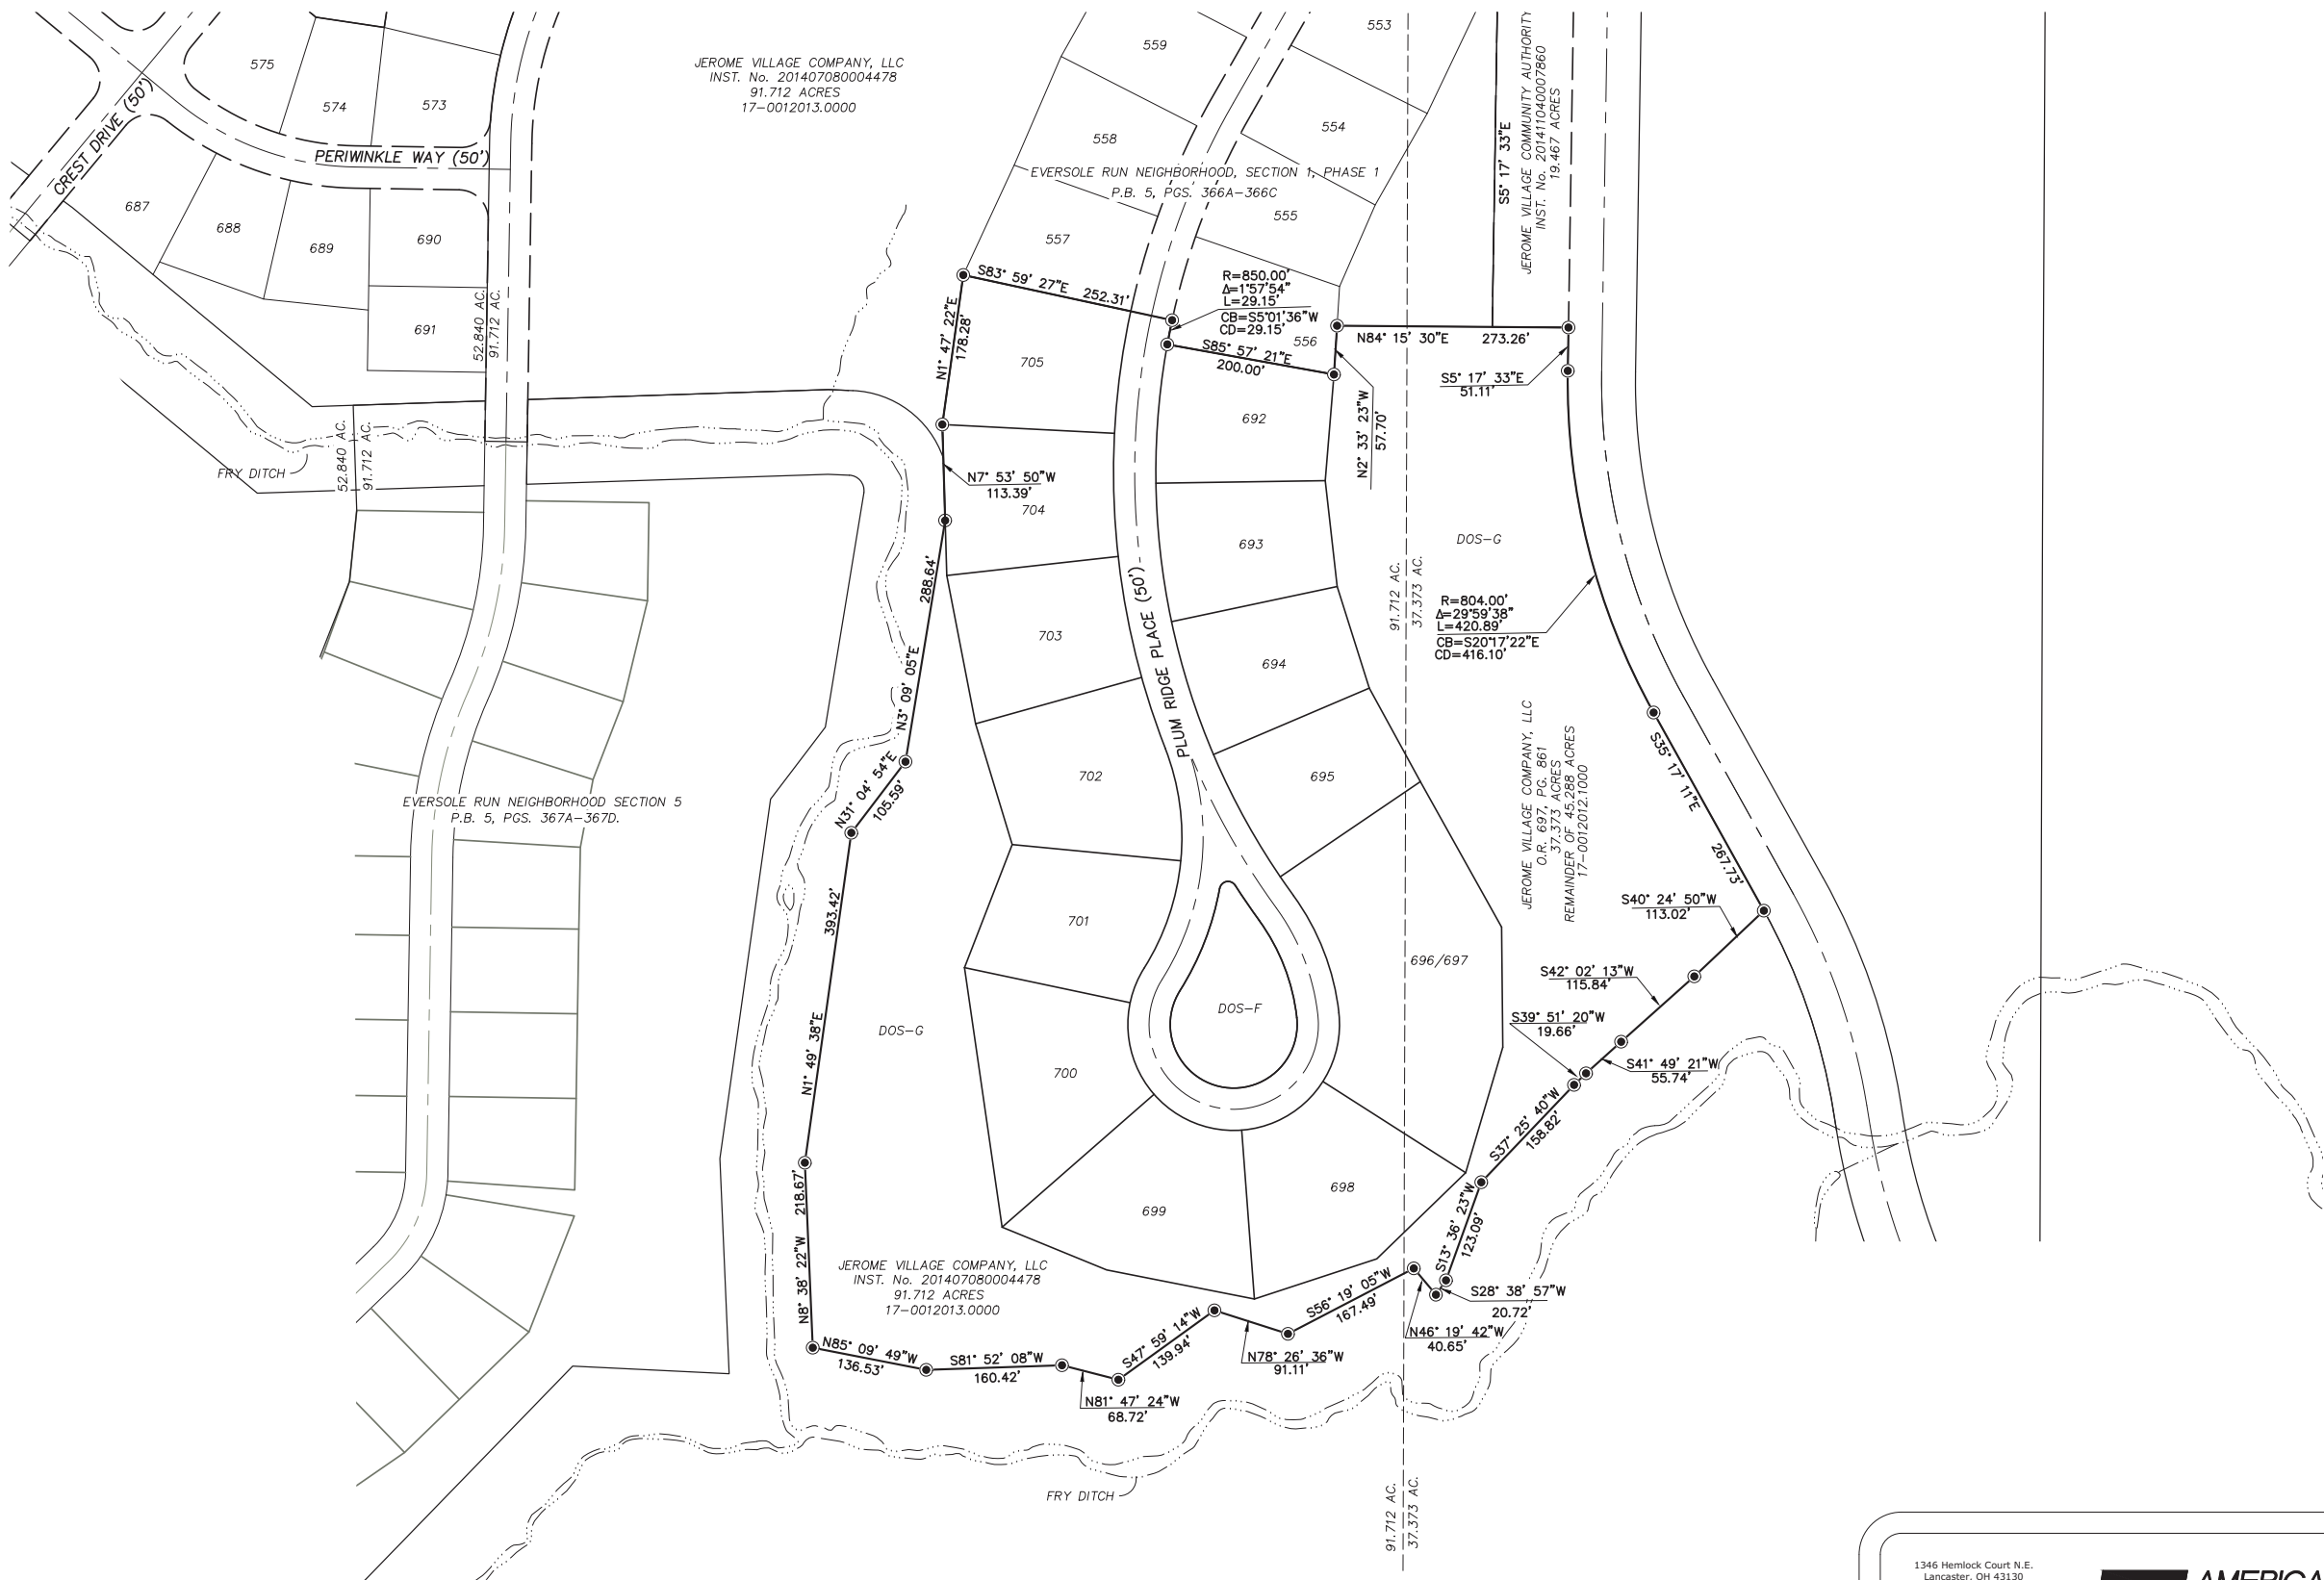 JEROME VILLAGE COMPANY, LLC
INST. No. 201407080004478
91.712 ACRES
17-0012013.0000
575
574
573
CREST DRIVE (50')
PERIWINKLE WAY (50')
687
688
689
690
691
52.840 AC.
91.712 AC.
52.840 AC.
91.712 AC.
FRY DITCH
559
558
557
553
554
555
556
EVERSOLE RUN NEIGHBORHOOD, SECTION 1, PHASE 1
P.B. 5, PGS. 366A-366C
S5° 17' 33"E
JEROME VILLAGE COMMUNITY AUTHORITY
INST. No. 201411040007860
19.467 ACRES
S83° 59' 27"E 252.31'
R=850.00'
Δ=1°57'54"
L=29.15'
CB=S5°01'36"W
CD=29.15'
N1° 47' 22"E
178.28'
S85° 57' 21"E
200.00'
N84° 15' 30"E 273.26'
S5° 17' 33"E
51.11'
N2° 33' 23"W
57.70'
705
692
N7° 53' 50"W
113.39'
704
693
DOS-G
91.712 AC.
37.373 AC.
R=804.00'
Δ=29°59'38"
L=420.89'
CB=S20°17'22"E
CD=416.10'
288.64'
N3° 09' 05"E
703
PLUM RIDGE PLACE (50')
694
702
695
N31° 04' 54"E
105.59'
S35° 17' 11"E
267.73'
JEROME VILLAGE COMPANY, LLC
O.R. 697, PG. 861
37.373 ACRES
REMAINDER OF 45.288 ACRES
17-0012012.1000
EVERSOLE RUN NEIGHBORHOOD SECTION 5
P.B. 5, PGS. 367A-367D.
393.42'
N1° 49' 38"E
701
696/697
S40° 24' 50"W
113.02'
S42° 02' 13"W
115.84'
S39° 51' 20"W
19.66'
S41° 49' 21"W
55.74'
DOS-F
DOS-G
700
S37° 25' 40"W
158.82'
699
698
218.67'
N8° 38' 22"W
S13° 36' 23"W
123.09'
JEROME VILLAGE COMPANY, LLC
INST. No. 201407080004478
91.712 ACRES
17-0012013.0000
S28° 38' 57"W
20.72'
S56° 19' 05"W
167.49'
N46° 19' 42"W
40.65'
N85° 09' 49"W
136.53'
S81° 52' 08"W
160.42'
S47° 59' 14"W
139.94'
N78° 26' 36"W
91.11'
N81° 47' 24"W
68.72'
FRY DITCH
91.712 AC.
37.373 AC.
1346 Hemlock Court N.E.
Lancaster, OH 43130